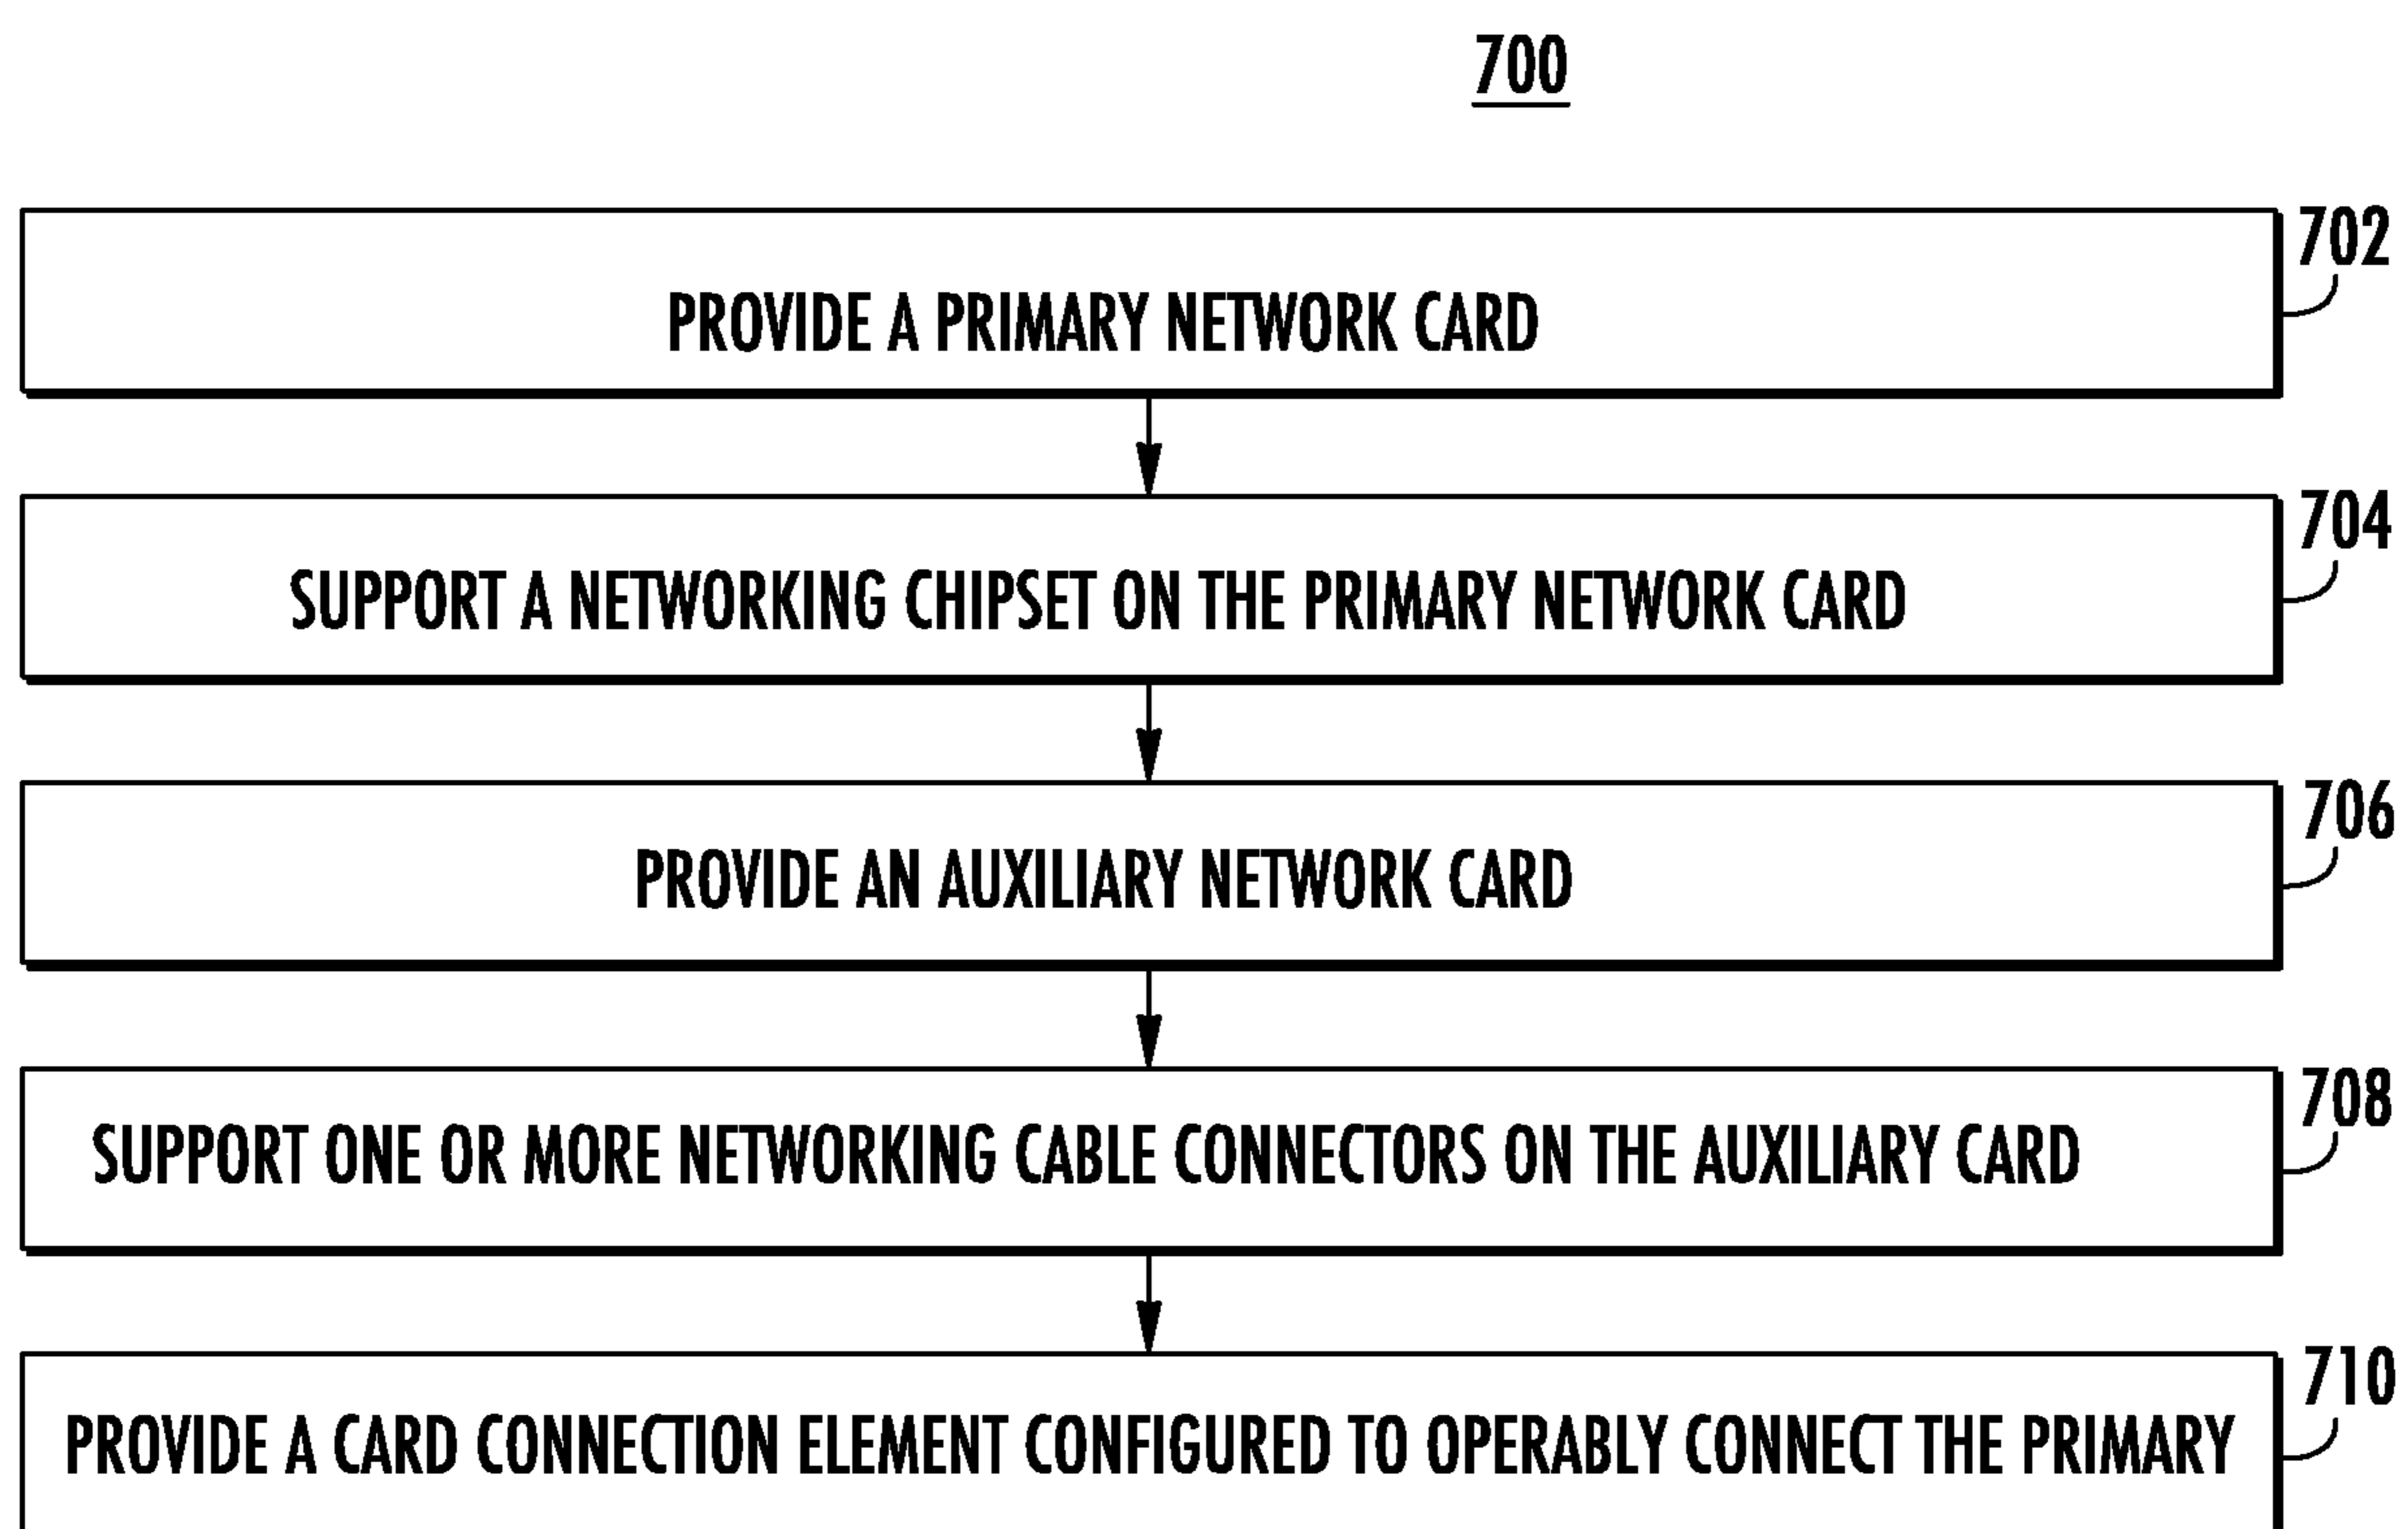 700
702
PROVIDE A PRIMARY NETWORK CARD
704
SUPPORT A NETWORKING CHIPSET ON THE PRIMARY NETWORK CARD
706
PROVIDE AN AUXILIARY NETWORK CARD
708
SUPPORT ONE OR MORE NETWORKING CABLE CONNECTORS ON THE AUXILIARY CARD
710
PROVIDE A CARD CONNECTION ELEMENT CONFIGURED TO OPERABLY CONNECT THE PRIMARY